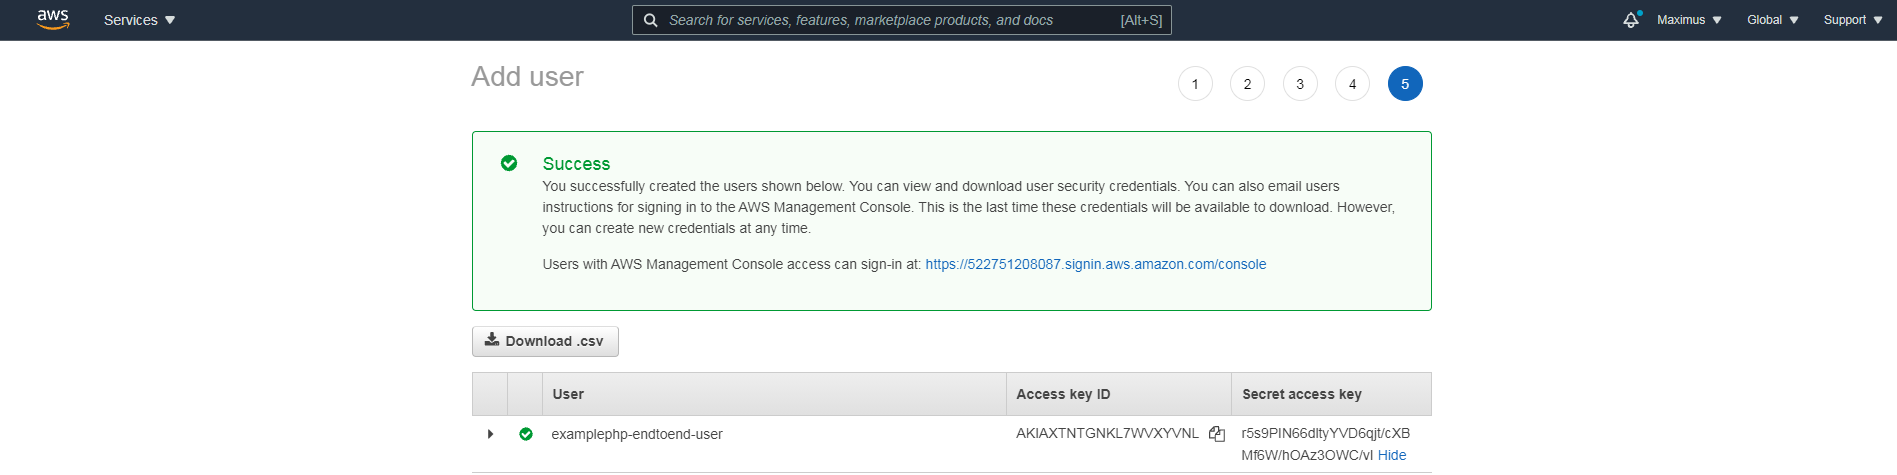 aws
Services
Search for services, features, marketplace products, and docs [Alt+S]
Maximus
Global
Support
Add user
1 2 3 4 5
Success
You successfully created the users shown below. You can view and download user security credentials. You can also email users
instructions for signing in to the AWS Management Console. This is the last time these credentials will be available to download. However,
you can create new credentials at any time.
Users with AWS Management Console access can sign-in at: https://522751208087.signin.aws.amazon.com/console
Download .csv
User Access key ID Secret access key
examplephp-endtoend-user AKIAXTNTGNKL7WVXYVNL
Hide